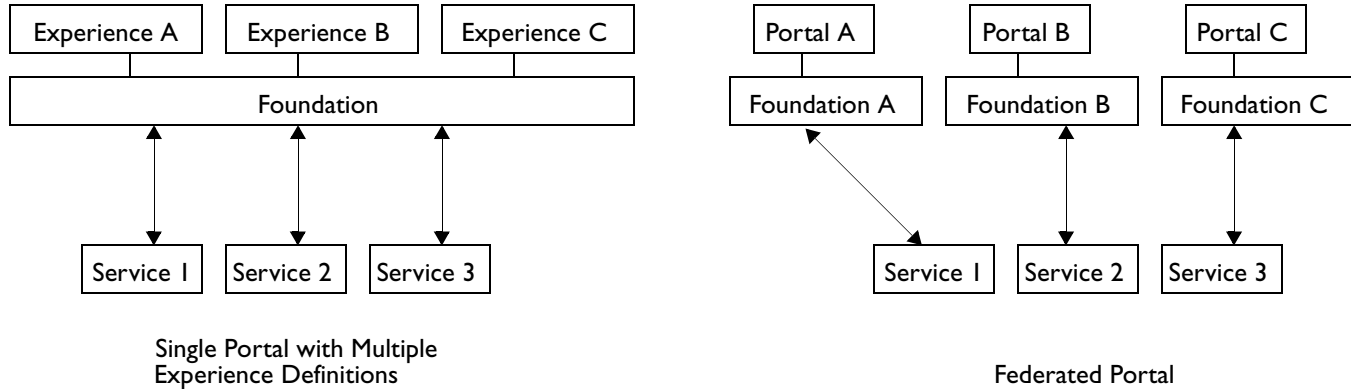 Experience A
Experience B
Experience C
Foundation
Service 1
Service 2
Service 3
Single Portal with Multiple
Experience Definitions
Portal A
Portal B
Portal C
Foundation A
Foundation B
Foundation C
Service 1
Service 2
Service 3
Federated Portal